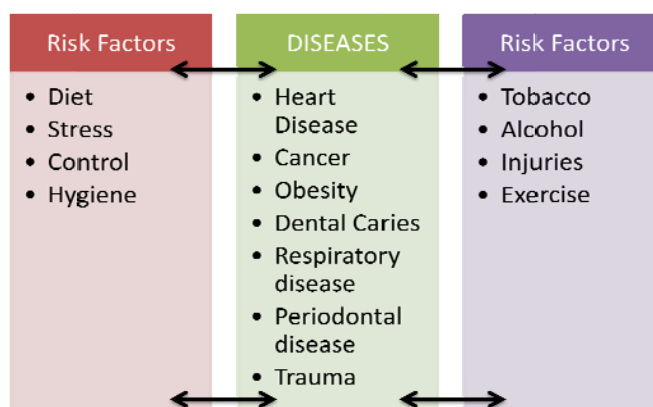 Risk Factors
• Diet
• Stress
• Control
• Hygiene
DISEASES
• Heart
Disease
• Cancer
• Obesity
• Dental Caries
• Respiratory
disease
• Periodontal
disease
• Trauma
Risk Factors
• Tobacco
• Alcohol
• Injuries
• Exercise